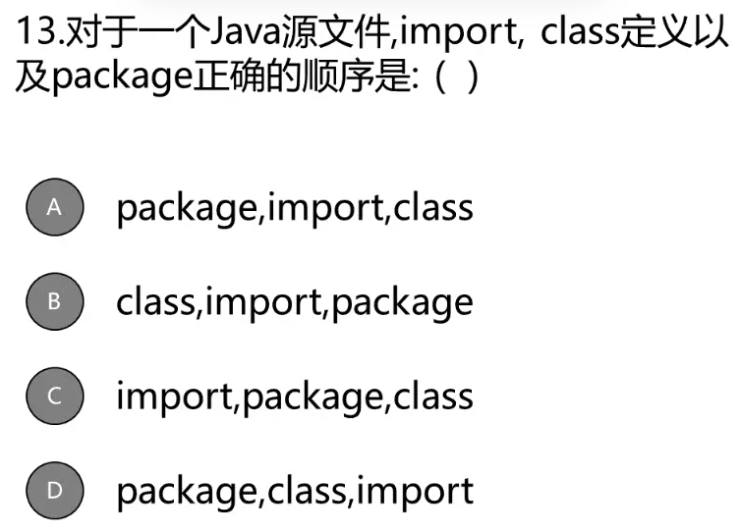 13.对于一个Java源文件,import, class定义以
及package正确的顺序是:（ ）
A package,import,class
B class,import,package
C import,package,class
D package,class,import